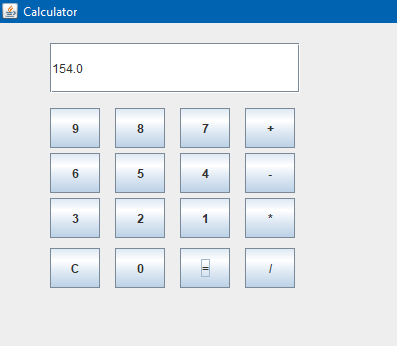 Calculator
154.0
9 8 7 +
6 5 4 -
3 2 1 *
C 0 = /